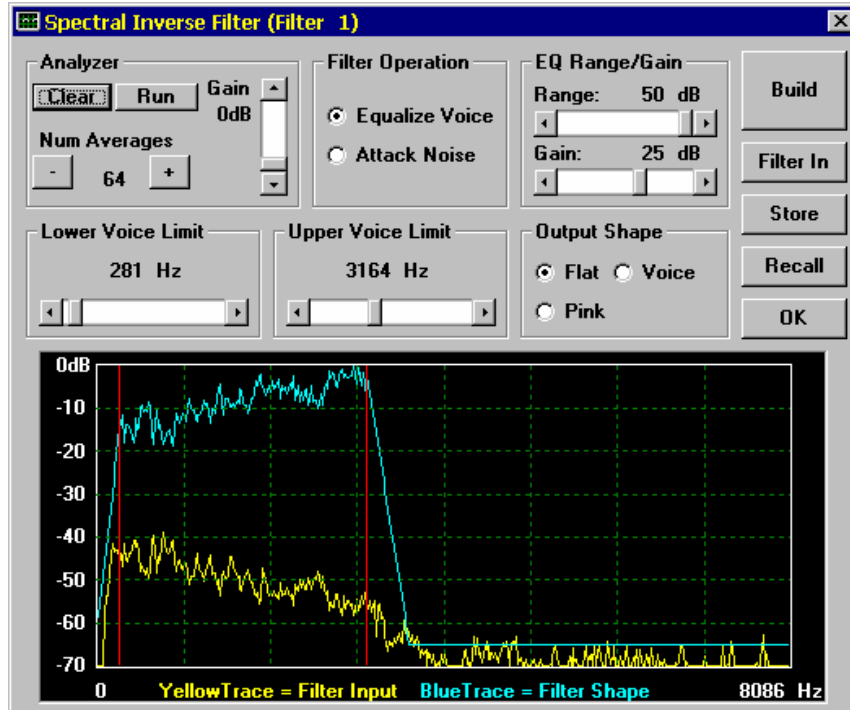 Spectral Inverse Filter (Filter 1)
Analyzer
Clear
Run
Gain
0dB
Num Averages
-
64
+
Filter Operation
Equalize Voice
Attack Noise
EQ Range/Gain
Range: 50 dB
Gain: 25 dB
Build
Filter In
Store
Recall
OK
Lower Voice Limit
281 Hz
Upper Voice Limit
3164 Hz
Output Shape
Flat
Voice
Pink
0dB
-10
-20
-30
-40
-50
-60
-70
0
YellowTrace = Filter Input
BlueTrace = Filter Shape
8086 Hz